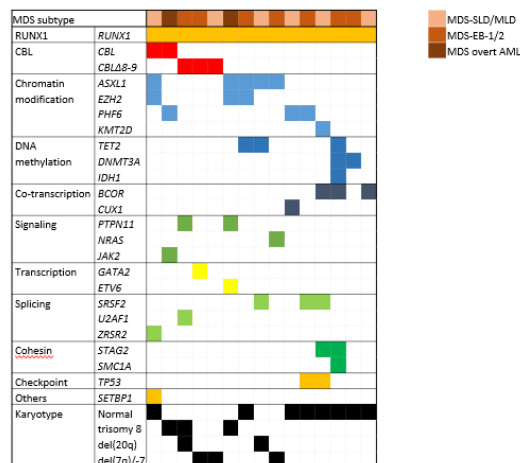 MDS subtype
RUNX1 RUNX1
CBL CBL
CBLΔ8-9
Chromatin ASXL1
modification EZH2
PHF6
KMT2D
DNA TET2
methylation DNMT3A
IDH1
Co-transcription BCOR
CUX1
Signaling PTPN11
NRAS
JAK2
Transcription GATA2
ETV6
Splicing SRSF2
U2AF1
ZRSR2
Cohesin STAG2
SMC1A
Checkpoint TP53
Others SETBP1
Karyotype Normal
trisomy 8
del(20q)
del(7q)/-7
MDS-SLD/MLD
MDS-EB-1/2
MDS overt AML